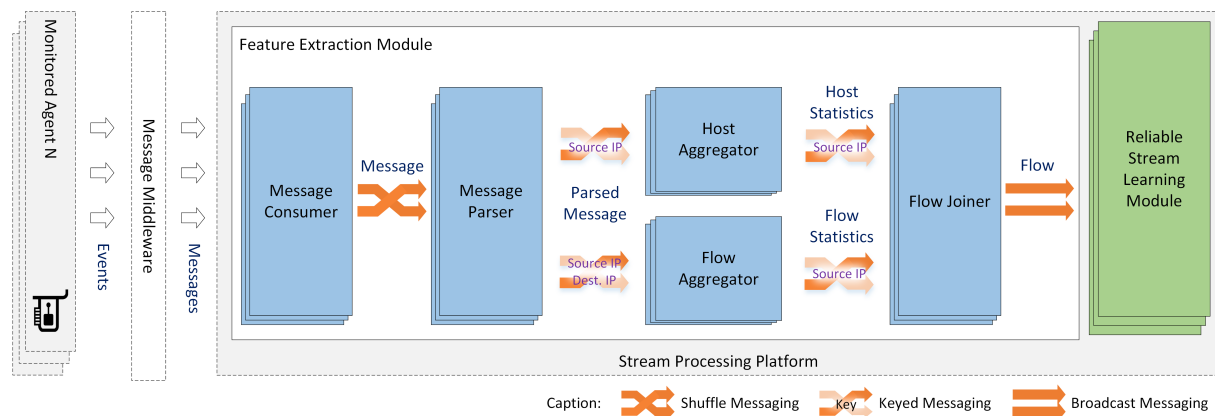 Monitored Agent N
Events
Message Middleware
Messages
Feature Extraction Module
Message
Consumer
Message
Message
Parser
Source IP
Parsed
Message
Source IP
Dest. IP
Host
Aggregator
Flow
Aggregator
Host
Statistics
Source IP
Flow
Statistics
Source IP
Flow Joiner
Flow
Reliable
Stream
Learning
Module
Stream Processing Platform
Caption:
Shuffle Messaging
Key
Keyed Messaging
Broadcast Messaging